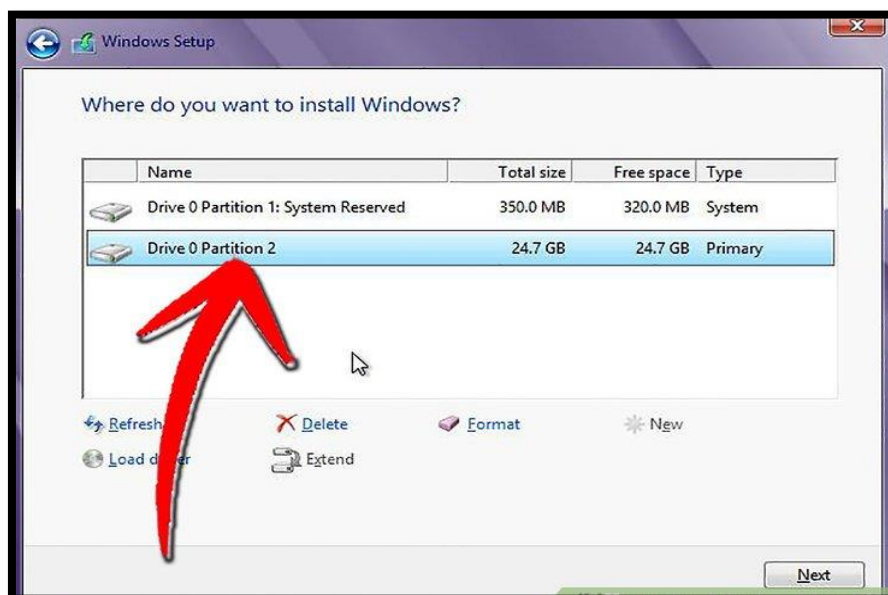 Windows Setup
Where do you want to install Windows?
Name Total size Free space Type
Drive 0 Partition 1: System Reserved 350.0 MB 320.0 MB System
Drive 0 Partition 2 24.7 GB 24.7 GB Primary
Refresh Delete Format New
Load Extend
Next